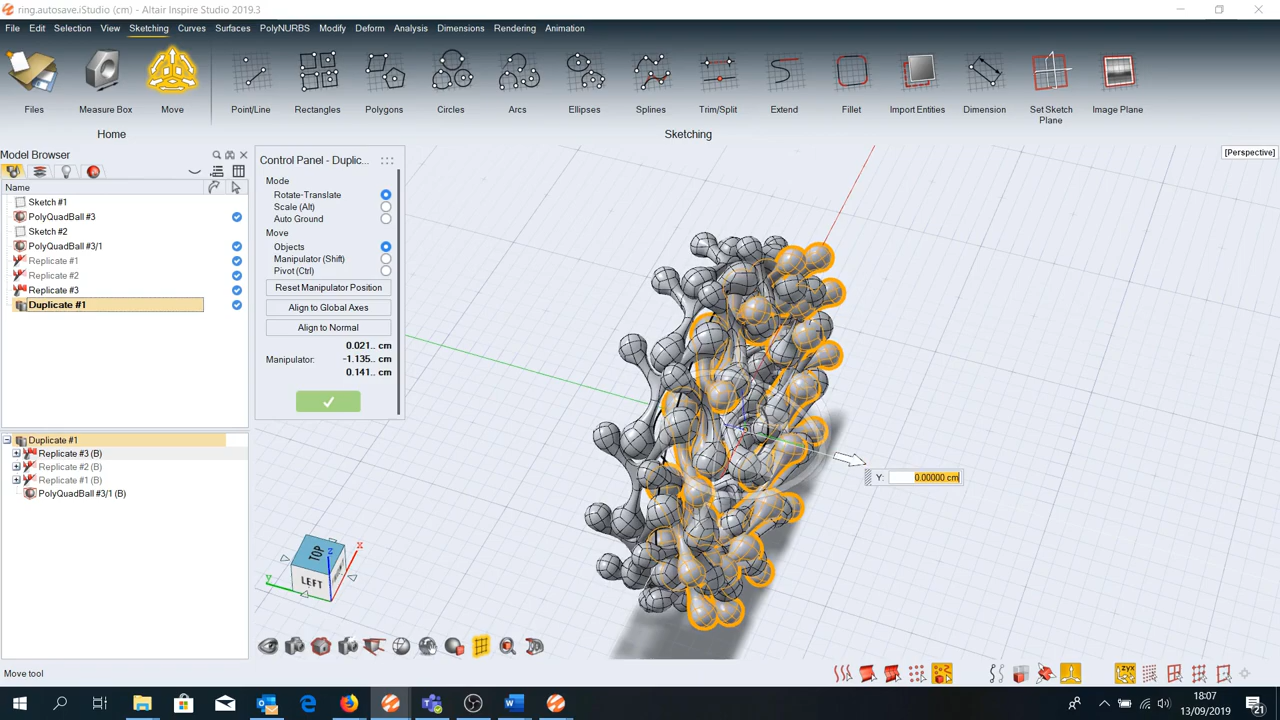 ring.autosave.iStudio (cm) - Altair Inspire Studio 2019.3
File Edit Selection View Sketching Curves Surfaces PolyNURBS Modify Deform Analysis Dimensions Rendering Animation
Files Measure Box Move Point/Line Rectangles Polygons Circles Arcs Ellipses Splines Trim/Split Extend Fillet Import Entities Dimension Set Sketch Plane Image Plane
Home Sketching
Model Browser
Name
Sketch #1
PolyQuadBall #3
Sketch #2
PolyQuadBall #3/1
Replicate #1
Replicate #2
Replicate #3
Duplicate #1
Duplicate #1
Replicate #3 (B)
Replicate #2 (B)
Replicate #1 (B)
PolyQuadBall #3/1 (B)
Control Panel - Duplic...
Mode
Rotate-Translate
Scale (Alt)
Auto Ground
Move
Objects
Manipulator (Shift)
Pivot (Ctrl)
Reset Manipulator Position
Align to Global Axes
Align to Normal
0.021.. cm
Manipulator: -1.135.. cm
0.141.. cm
[Perspective]
Y: 0.00000 cm
TOP
LEFT
X
Y
Z
zyx
Move tool
18:07
13/09/2019
21